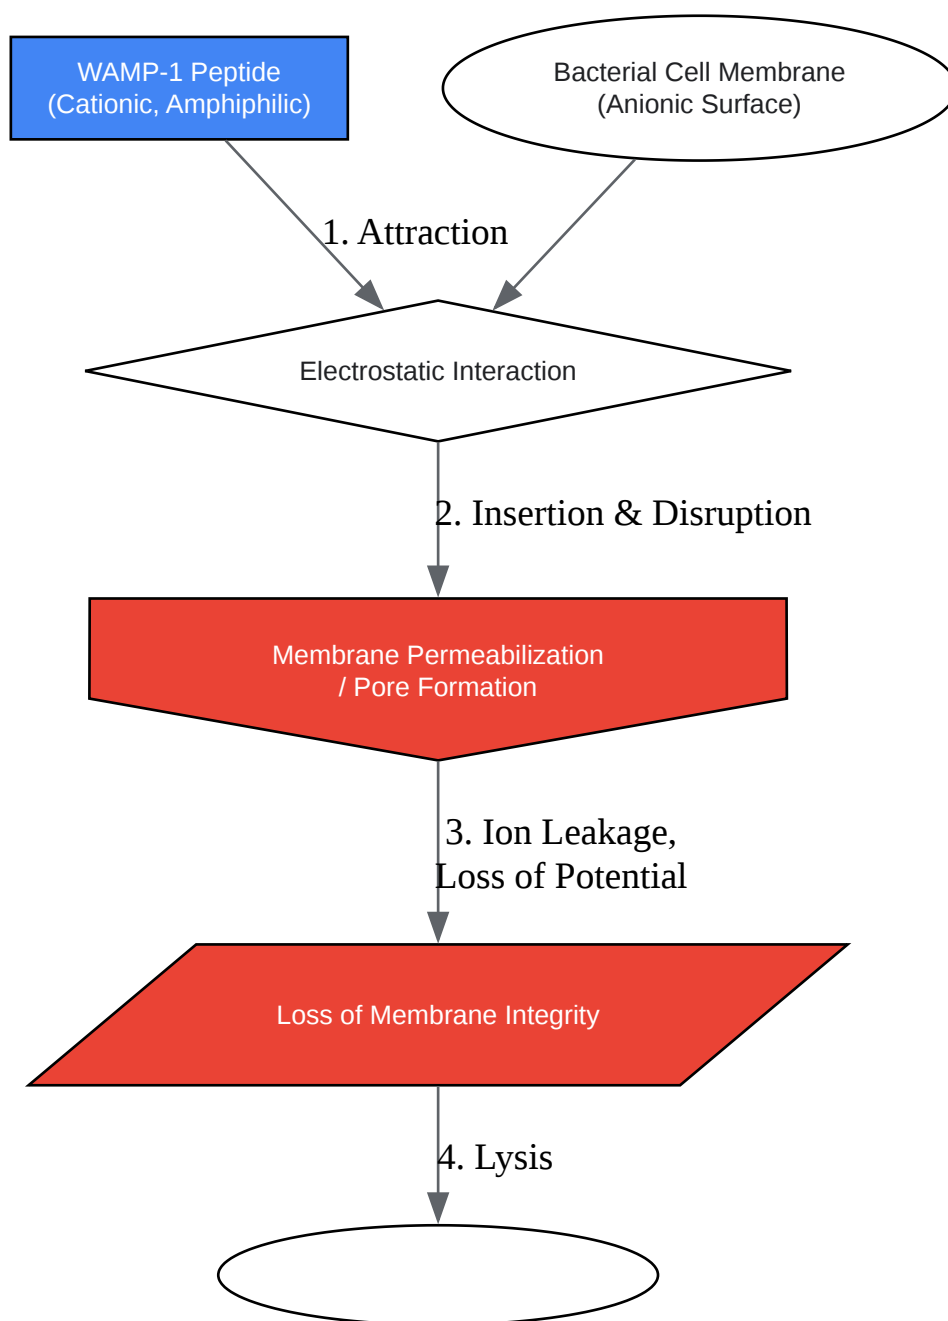 WAMP-1 Peptide
(Cationic, Amphiphilic)
Bacterial Cell Membrane
(Anionic Surface)
1. Attraction
Electrostatic Interaction
2. Insertion & Disruption
Membrane Permeabilization
/ Pore Formation
3. Ion Leakage,
Loss of Potential
Loss of Membrane Integrity
4. Lysis